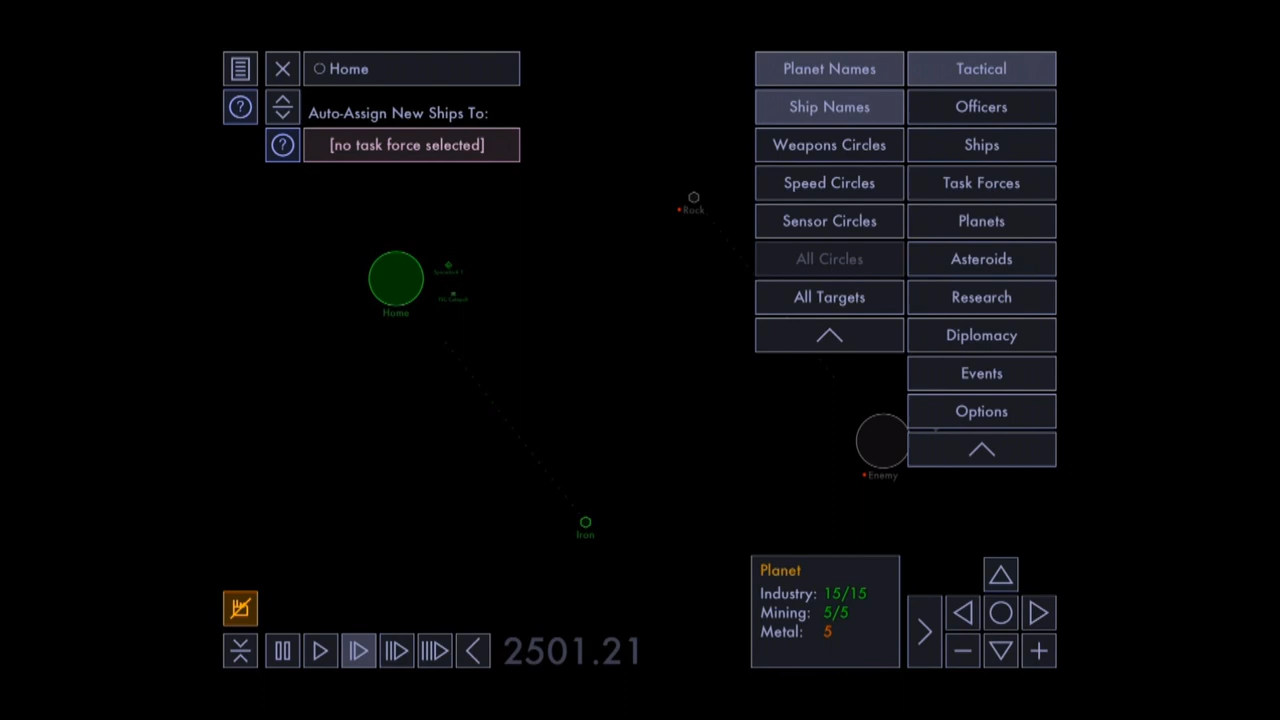 Home
Auto-Assign New Ships To:
[no task force selected]
Planet Names
Ship Names
Weapons Circles
Speed Circles
Sensor Circles
All Circles
All Targets
Tactical
Officers
Ships
Task Forces
Planets
Asteroids
Research
Diplomacy
Events
Options
Rock
Home
Enemy
Iron
2501.21
Planet
Industry: 15/15
Mining: 5/5
Metal: 5